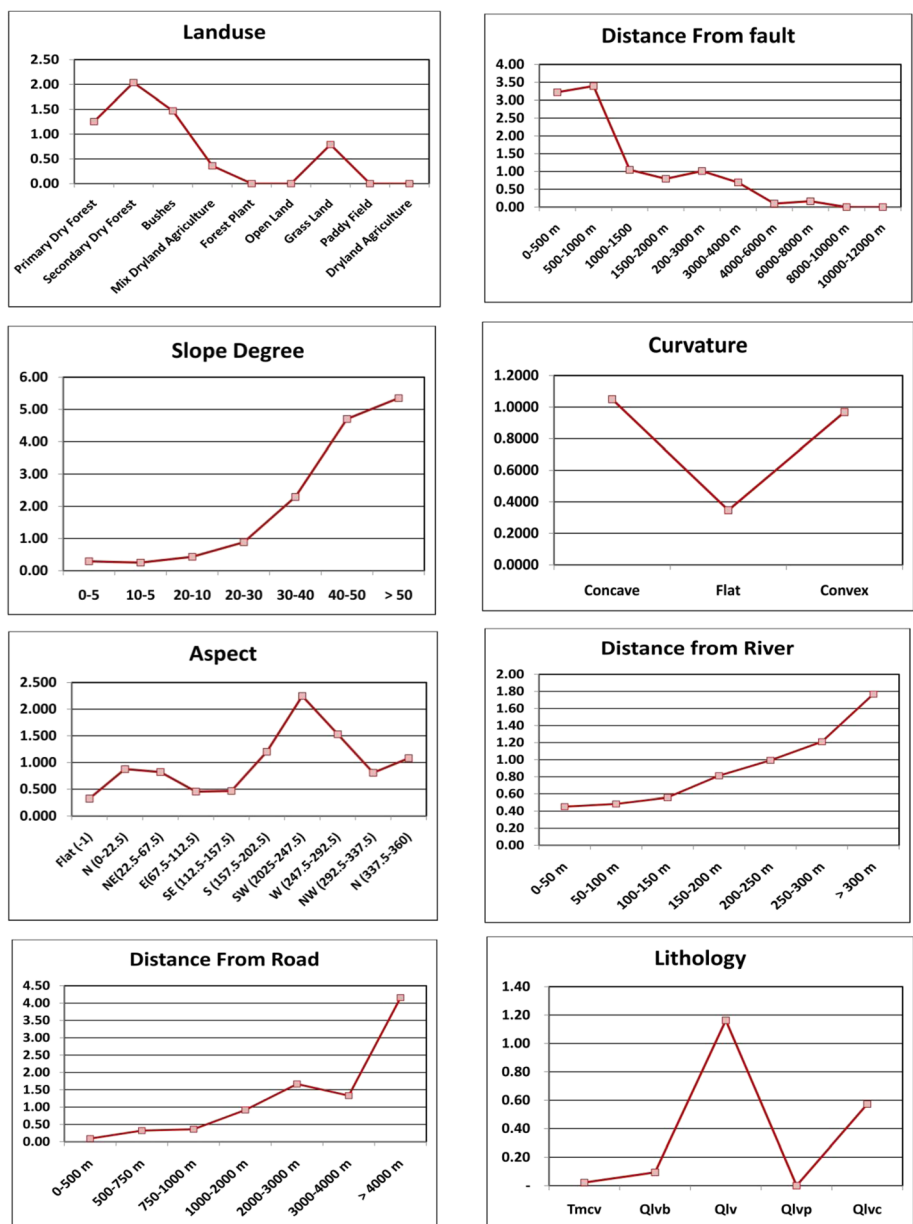 Landuse
2.50
2.00
1.50
1.00
0.50
0.00
Primary Dry Forest
Secondary Dry Forest
Bushes
Mix Dryland Agriculture
Forest Plant
Open Land
Grass Land
Paddy Field
Dryland Agriculture
Distance From fault
4.00
3.50
3.00
2.50
2.00
1.50
1.00
0.50
0.00
0-500 m
500-1000 m
1000-1500
1500-2000 m
200-3000 m
3000-4000 m
4000-6000 m
6000-8000 m
8000-10000 m
10000-12000 m
Slope Degree
6.00
5.00
4.00
3.00
2.00
1.00
0.00
0-5
10-5
20-10
20-30
30-40
40-50
> 50
Curvature
1.2000
1.0000
0.8000
0.6000
0.4000
0.2000
0.0000
Concave
Flat
Convex
Aspect
2.500
2.000
1.500
1.000
0.500
0.000
Flat (-1)
N (0-22.5)
NE(22.5-67.5)
E(67.5-112.5)
SE (112.5-157.5)
S (157.5-202.5)
SW (2025-247.5)
W (247.5-292.5)
NW (292.5-337.5)
N (337.5-360)
Distance from River
2.00
1.80
1.60
1.40
1.20
1.00
0.80
0.60
0.40
0.20
0.00
0-50 m
50-100 m
100-150 m
150-200 m
200-250 m
250-300 m
> 300 m
Distance From Road
4.50
4.00
3.50
3.00
2.50
2.00
1.50
1.00
0.50
0.00
0-500 m
500-750 m
750-1000 m
1000-2000 m
2000-3000 m
3000-4000 m
> 4000 m
Lithology
1.40
1.20
1.00
0.80
0.60
0.40
0.20
-
Tmcv
Qlvb
Qlv
Qlvp
Qlvc